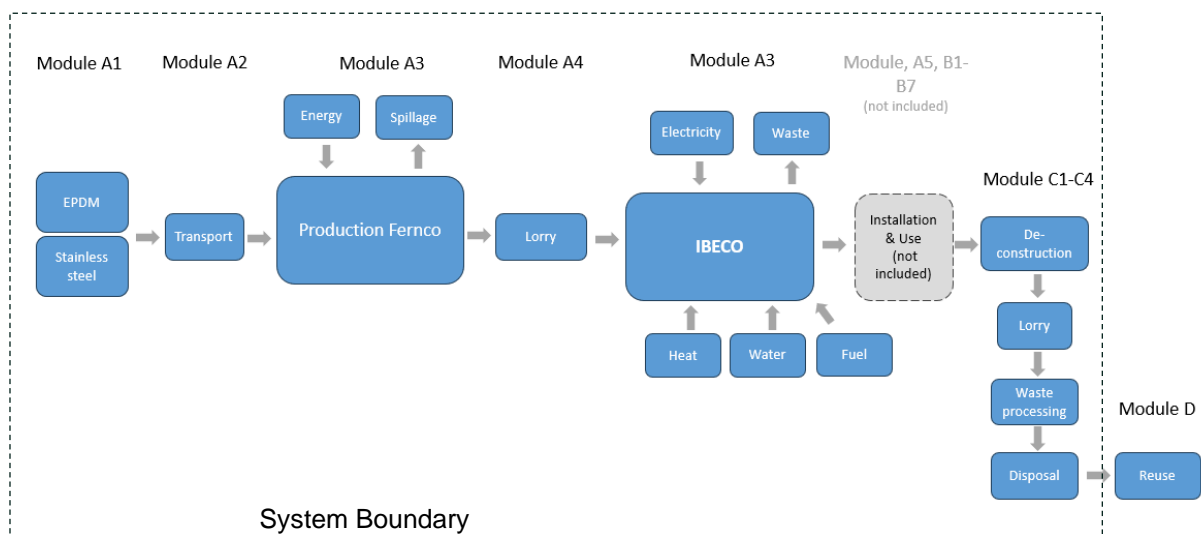 Module A1
Module A2
Module A3
Module A4
Module A3
Module, A5, B1-
B7
(not included)
Energy
Spillage
Electricity
Waste
Module C1-C4
EPDM
Stainless
steel
Transport
Production Fernco
Lorry
IBECO
Installation
& Use
(not
included)
De-
construction
Lorry
Heat
Water
Fuel
Waste
processing
Module D
Disposal
Reuse
System Boundary